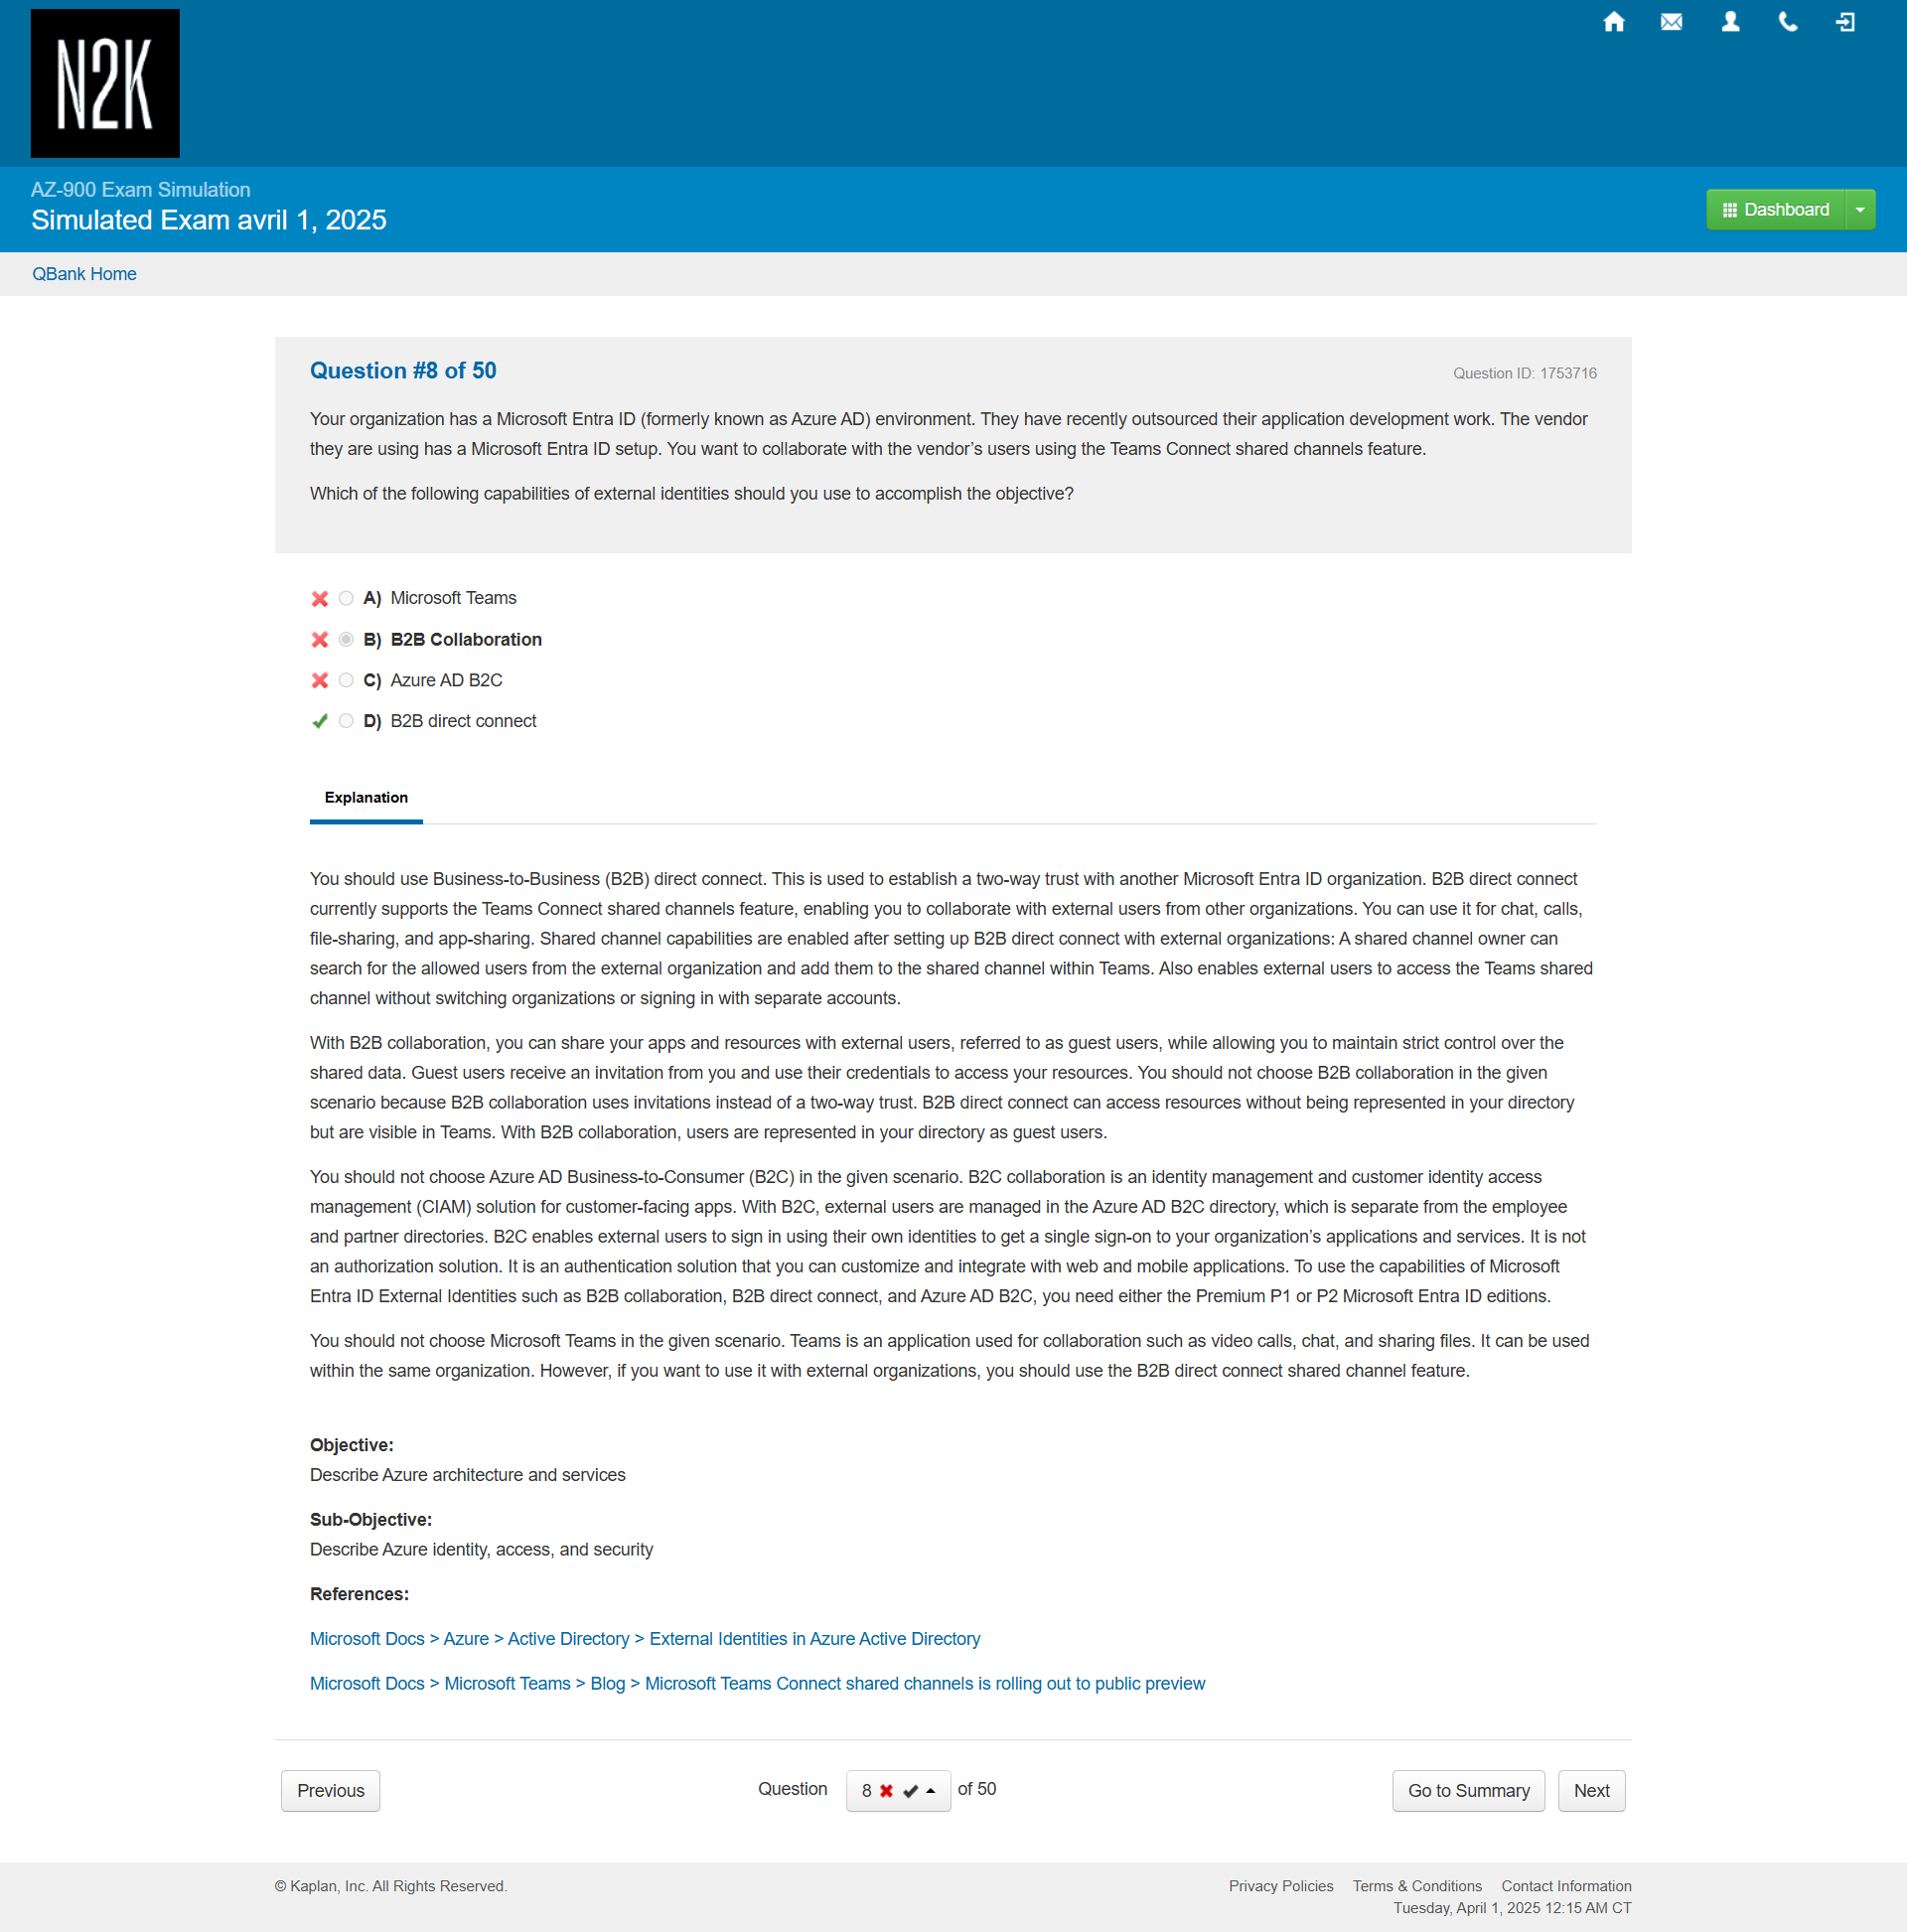 N2K
AZ-900 Exam Simulation
Simulated Exam avril 1, 2025
Dashboard
QBank Home
Question #8 of 50
Question ID: 1753716
Your organization has a Microsoft Entra ID (formerly known as Azure AD) environment. They have recently outsourced their application development work. The vendor
they are using has a Microsoft Entra ID setup. You want to collaborate with the vendor’s users using the Teams Connect shared channels feature.
Which of the following capabilities of external identities should you use to accomplish the objective?
A) Microsoft Teams
B) B2B Collaboration
C) Azure AD B2C
D) B2B direct connect
Explanation
You should use Business-to-Business (B2B) direct connect. This is used to establish a two-way trust with another Microsoft Entra ID organization. B2B direct connect
currently supports the Teams Connect shared channels feature, enabling you to collaborate with external users from other organizations. You can use it for chat, calls,
file-sharing, and app-sharing. Shared channel capabilities are enabled after setting up B2B direct connect with external organizations: A shared channel owner can
search for the allowed users from the external organization and add them to the shared channel within Teams. Also enables external users to access the Teams shared
channel without switching organizations or signing in with separate accounts.
With B2B collaboration, you can share your apps and resources with external users, referred to as guest users, while allowing you to maintain strict control over the
shared data. Guest users receive an invitation from you and use their credentials to access your resources. You should not choose B2B collaboration in the given
scenario because B2B collaboration uses invitations instead of a two-way trust. B2B direct connect can access resources without being represented in your directory
but are visible in Teams. With B2B collaboration, users are represented in your directory as guest users.
You should not choose Azure AD Business-to-Consumer (B2C) in the given scenario. B2C collaboration is an identity management and customer identity access
management (CIAM) solution for customer-facing apps. With B2C, external users are managed in the Azure AD B2C directory, which is separate from the employee
and partner directories. B2C enables external users to sign in using their own identities to get a single sign-on to your organization’s applications and services. It is not
an authorization solution. It is an authentication solution that you can customize and integrate with web and mobile applications. To use the capabilities of Microsoft
Entra ID External Identities such as B2B collaboration, B2B direct connect, and Azure AD B2C, you need either the Premium P1 or P2 Microsoft Entra ID editions.
You should not choose Microsoft Teams in the given scenario. Teams is an application used for collaboration such as video calls, chat, and sharing files. It can be used
within the same organization. However, if you want to use it with external organizations, you should use the B2B direct connect shared channel feature.
Objective:
Describe Azure architecture and services
Sub-Objective:
Describe Azure identity, access, and security
References:
Microsoft Docs > Azure > Active Directory > External Identities in Azure Active Directory
Microsoft Docs > Microsoft Teams > Blog > Microsoft Teams Connect shared channels is rolling out to public preview
Previous
Question 8 of 50
Go to Summary
Next
© Kaplan, Inc. All Rights Reserved.
Privacy Policies Terms & Conditions Contact Information
Tuesday, April 1, 2025 12:15 AM CT